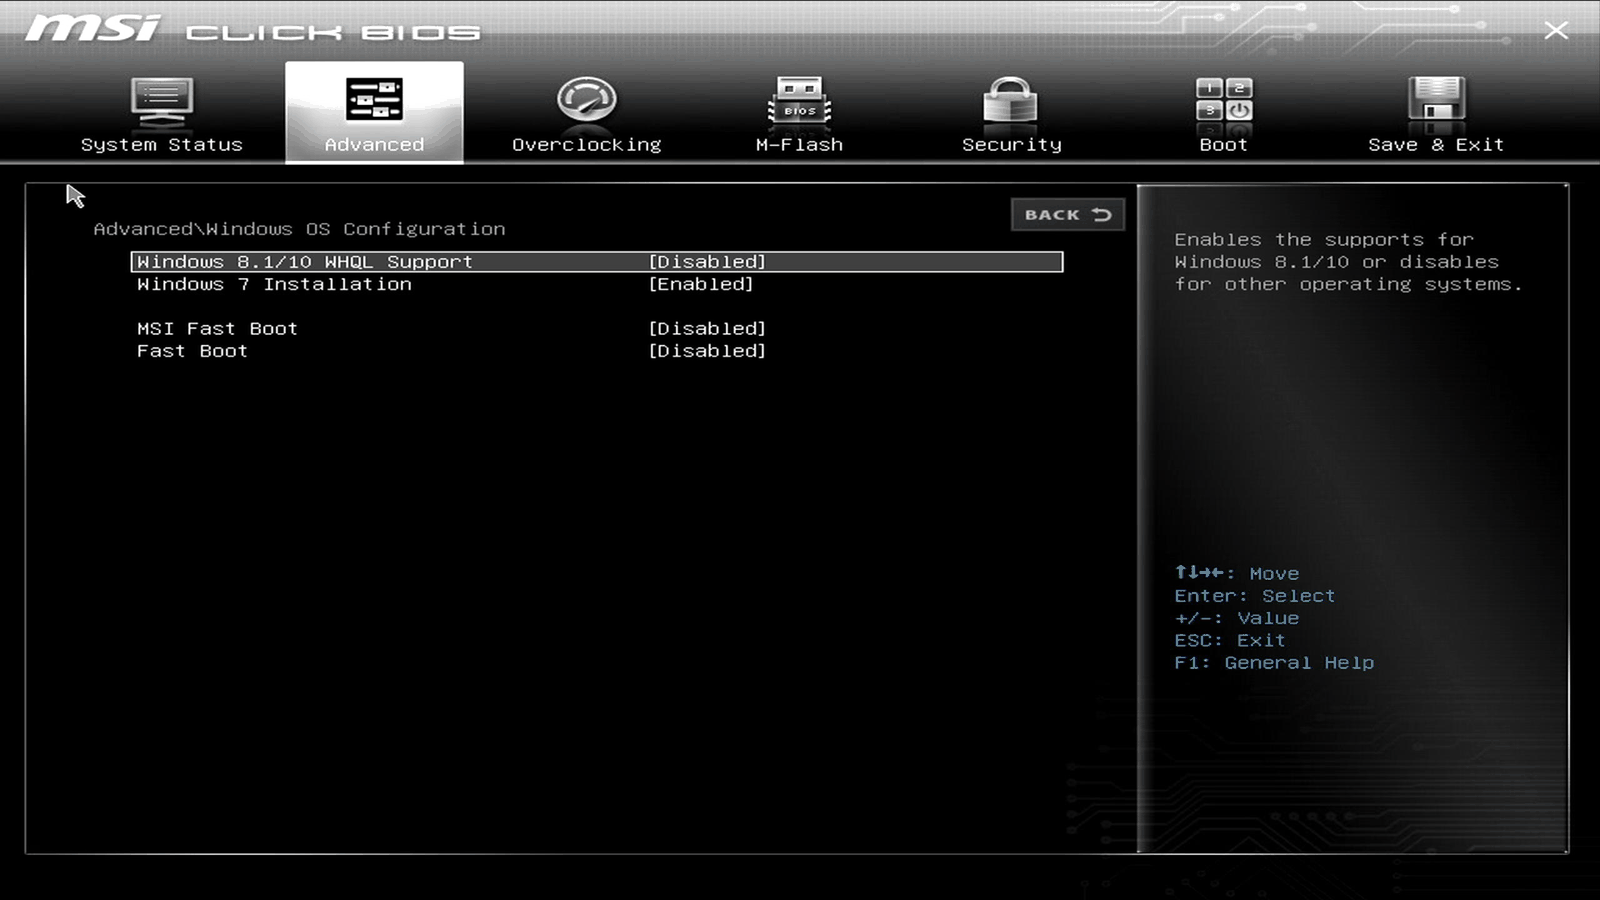 msi CLICK BIOS
System Status
Advanced
Overclocking
BIOS
M-Flash
Security
1 2
3
Boot
Save & Exit
BACK
Advanced\Windows OS Configuration
Windows 8.1/10 WHQL Support [Disabled]
Windows 7 Installation [Enabled]
MSI Fast Boot [Disabled]
Fast Boot [Disabled]
Enables the supports for
Windows 8.1/10 or disables
for other operating systems.
↑↓→←: Move
Enter: Select
+/-: Value
ESC: Exit
F1: General Help